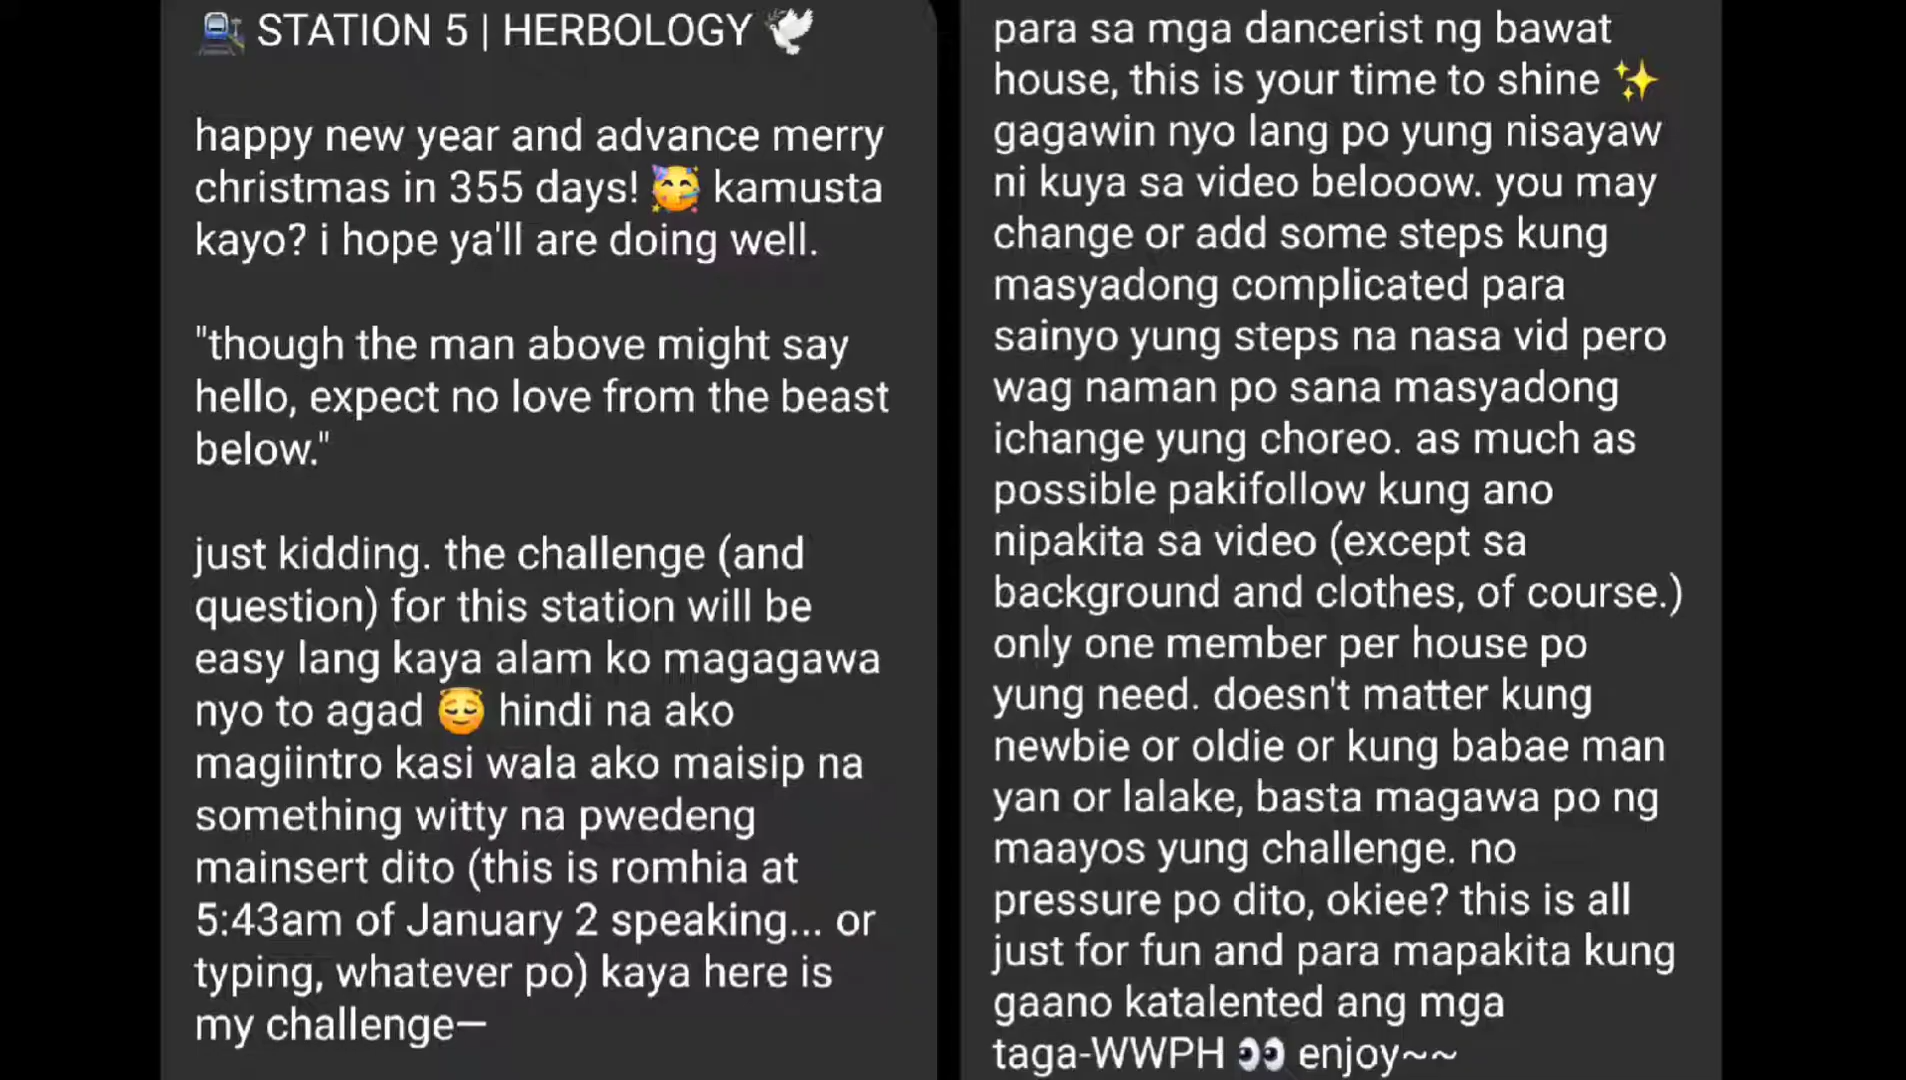 🚉 STATION 5 | HERBOLOGY 🕊️
happy new year and advance merry
christmas in 355 days! 🥳 kamusta
kayo? i hope ya'll are doing well.
"though the man above might say
hello, expect no love from the beast
below."
just kidding. the challenge (and
question) for this station will be
easy lang kaya alam ko magagawa
nyo to agad 😇 hindi na ako
magiintro kasi wala ako maisip na
something witty na pwedeng
mainsert dito (this is romhia at
5:43am of January 2 speaking... or
typing, whatever po) kaya here is
my challenge—
para sa mga dancerist ng bawat
house, this is your time to shine ✨
gagawin nyo lang po yung nisayaw
ni kuya sa video belooow. you may
change or add some steps kung
masyadong complicated para
sainyo yung steps na nasa vid pero
wag naman po sana masyadong
ichange yung choreo. as much as
possible pakifollow kung ano
nipakita sa video (except sa
background and clothes, of course.)
only one member per house po
yung need. doesn't matter kung
newbie or oldie or kung babae man
yan or lalake, basta magawa po ng
maayos yung challenge. no
pressure po dito, okiee? this is all
just for fun and para mapakita kung
gaano katalented ang mga
taga-WWPH 👀 enjoy~~